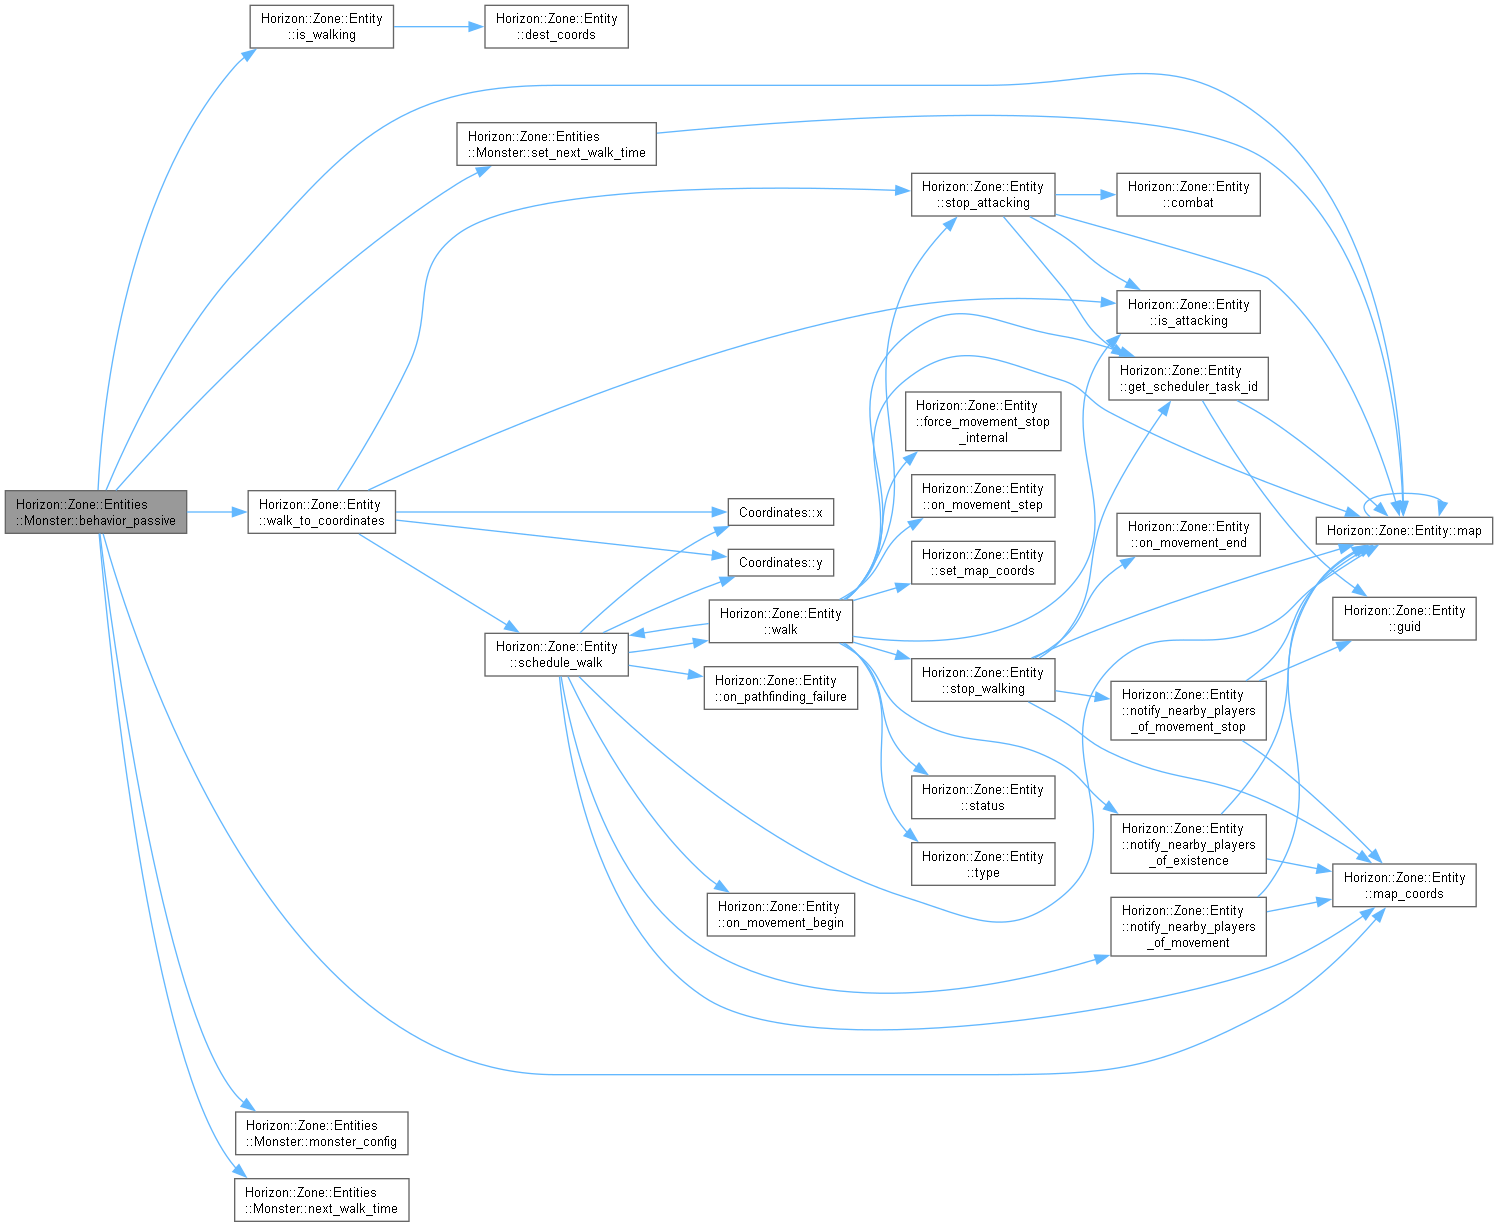 Horizon::Zone::Entity
::is_walking
Horizon::Zone::Entity
::dest_coords
Horizon::Zone::Entities
::Monster::set_next_walk_time
Horizon::Zone::Entity
::stop_attacking
Horizon::Zone::Entity
::combat
Horizon::Zone::Entity
::is_attacking
Horizon::Zone::Entity
::get_scheduler_task_id
Horizon::Zone::Entity
::force_movement_stop
_internal
Horizon::Zone::Entities
::Monster::behavior_passive
Horizon::Zone::Entity
::walk_to_coordinates
Coordinates::x
Horizon::Zone::Entity
::on_movement_step
Horizon::Zone::Entity
::on_movement_end
Horizon::Zone::Entity::map
Coordinates::y
Horizon::Zone::Entity
::set_map_coords
Horizon::Zone::Entity
::walk
Horizon::Zone::Entity
::guid
Horizon::Zone::Entity
::schedule_walk
Horizon::Zone::Entity
::on_pathfinding_failure
Horizon::Zone::Entity
::stop_walking
Horizon::Zone::Entity
::notify_nearby_players
_of_movement_stop
Horizon::Zone::Entity
::status
Horizon::Zone::Entity
::type
Horizon::Zone::Entity
::notify_nearby_players
_of_existence
Horizon::Zone::Entity
::map_coords
Horizon::Zone::Entity
::on_movement_begin
Horizon::Zone::Entity
::notify_nearby_players
_of_movement
Horizon::Zone::Entities
::Monster::monster_config
Horizon::Zone::Entities
::Monster::next_walk_time